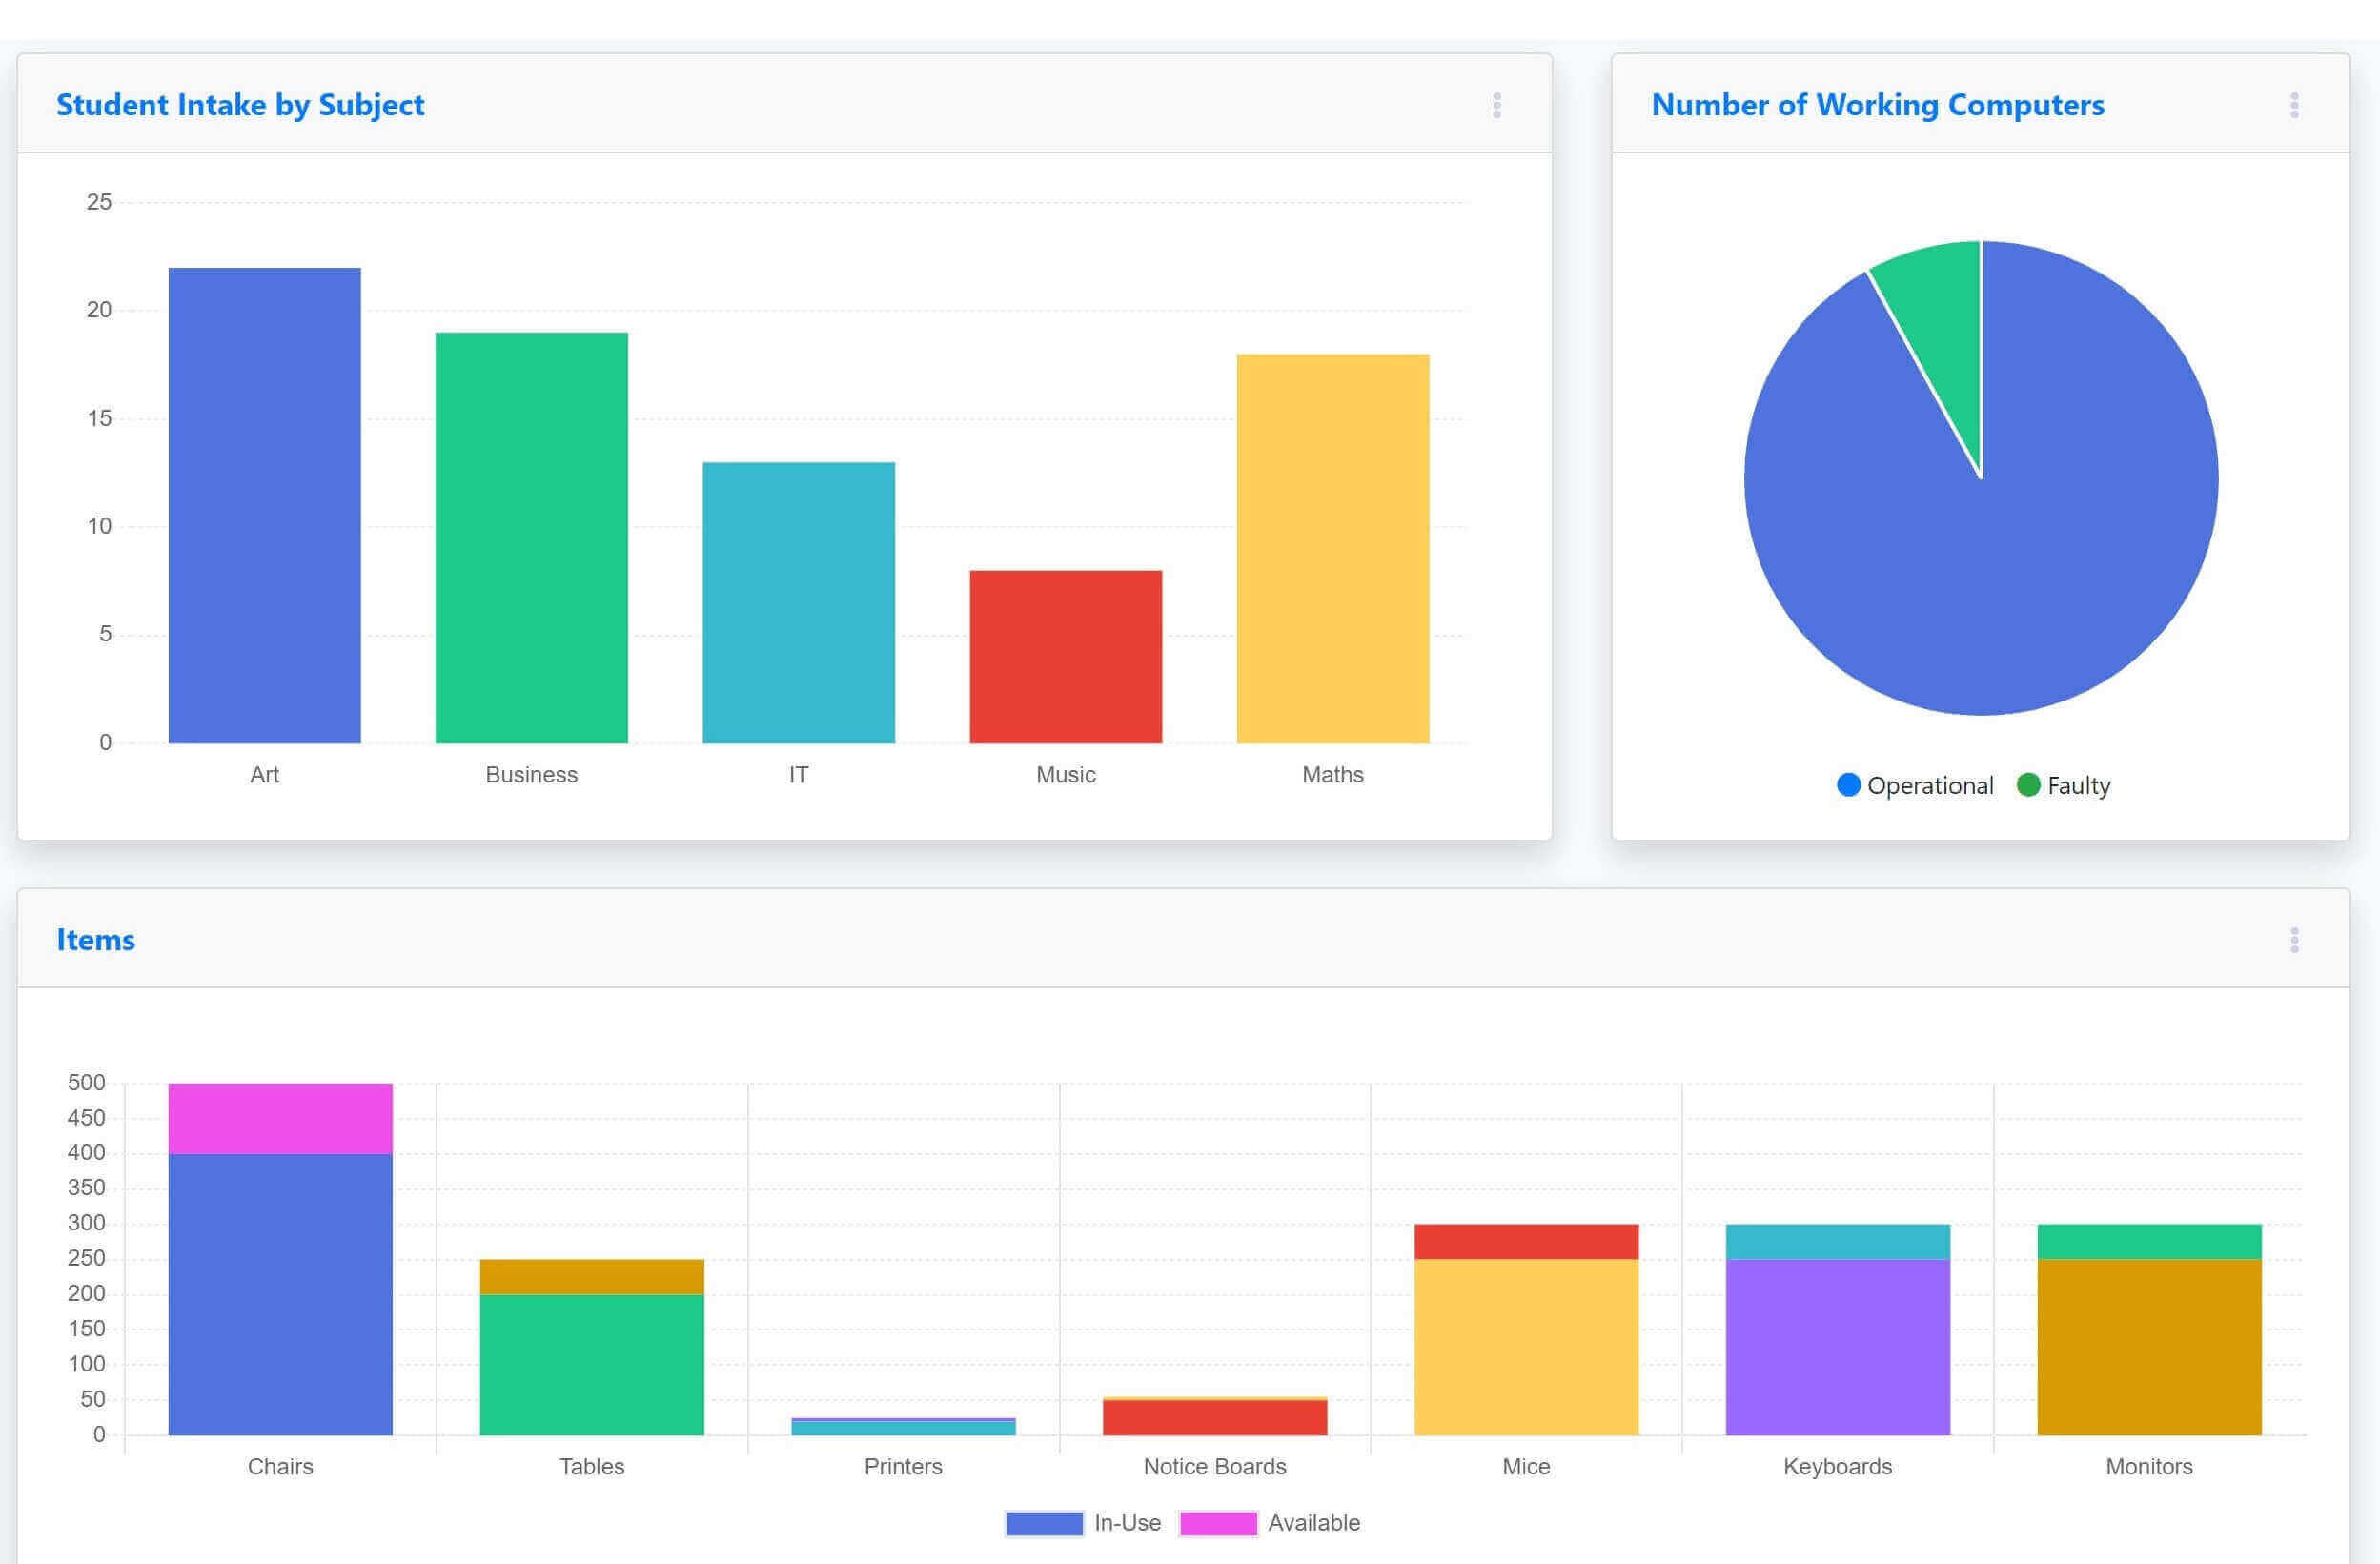 Student Intake by Subject
25
20
15
10
5
0
Art Business IT Music Maths
Number of Working Computers
Operational Faulty
Items
500
450
400
350
300
250
200
150
100
50
0
Chairs Tables Printers Notice Boards Mice Keyboards Monitors
In-Use Available